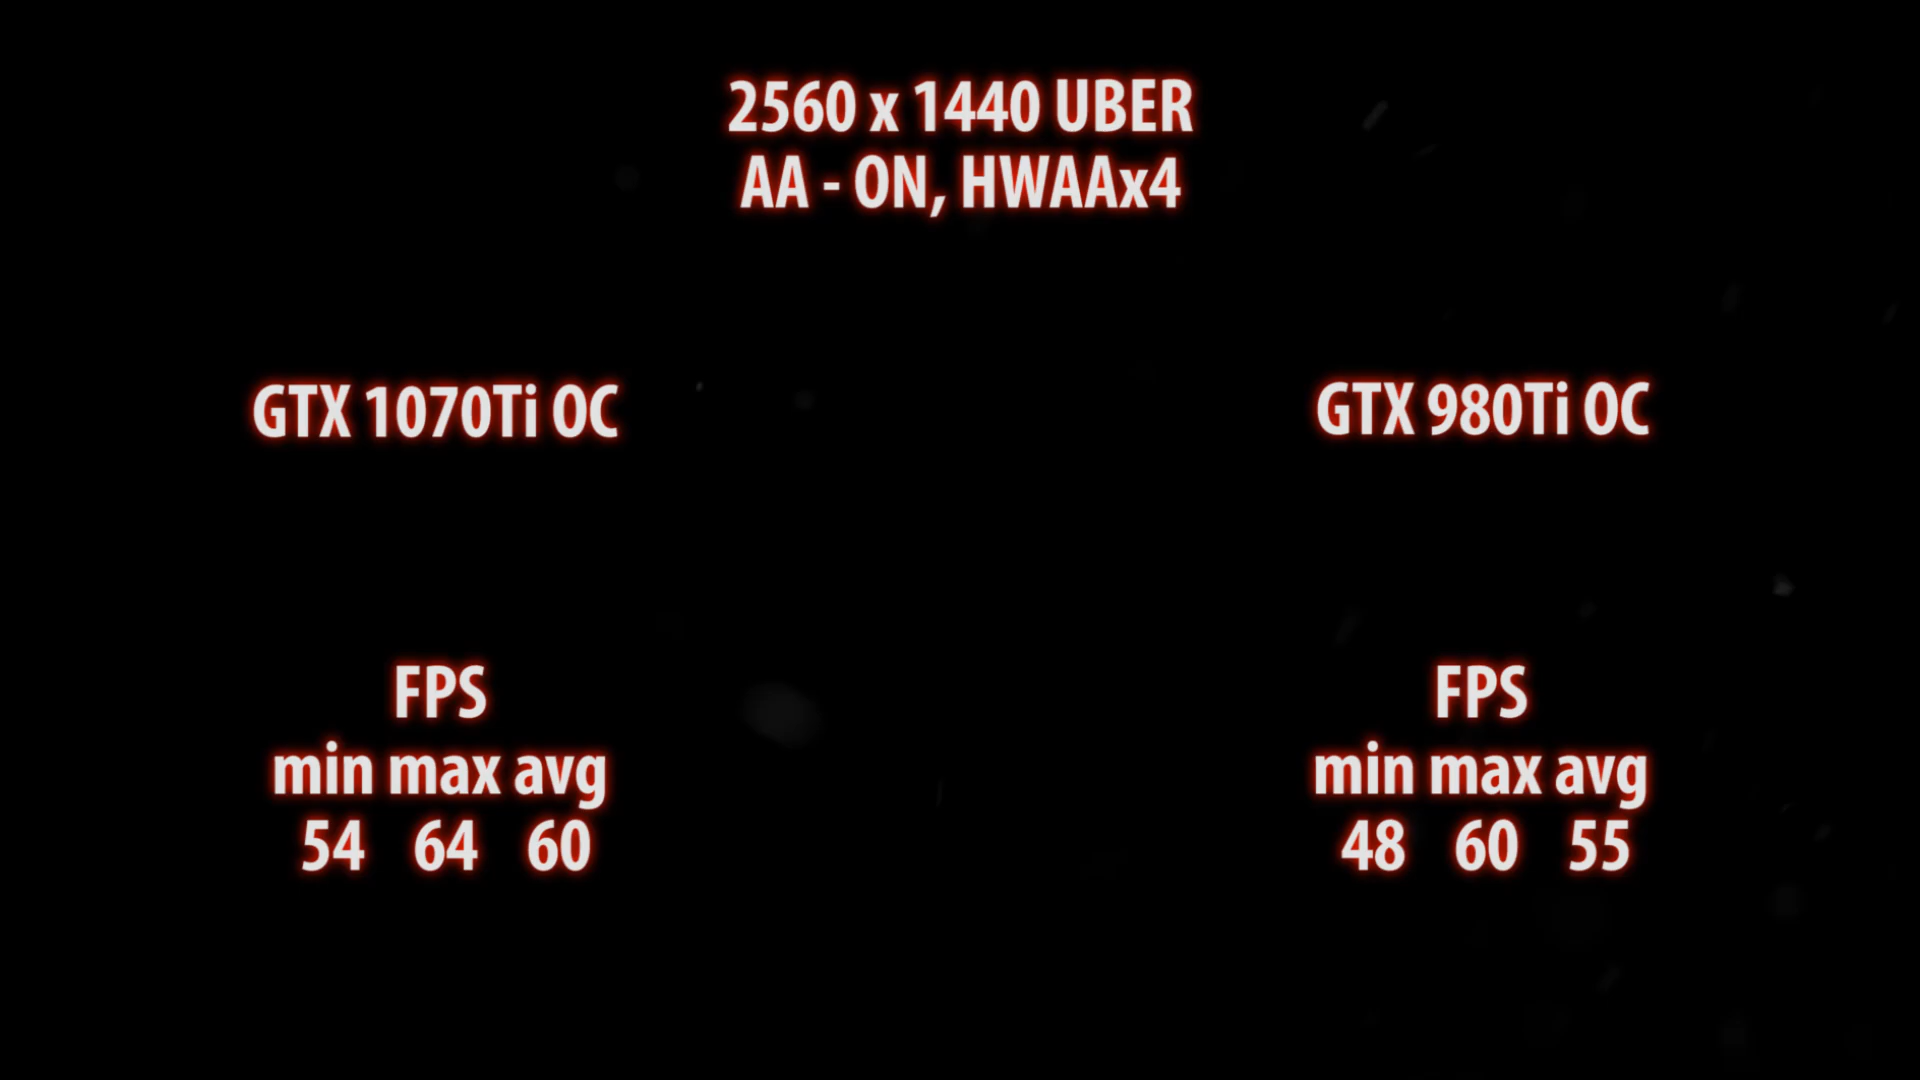 2560 x 1440 UBER
AA - ON, HWAAx4
GTX 1070Ti OC
FPS
min max avg
54 64 60
GTX 980Ti OC
FPS
min max avg
48 60 55